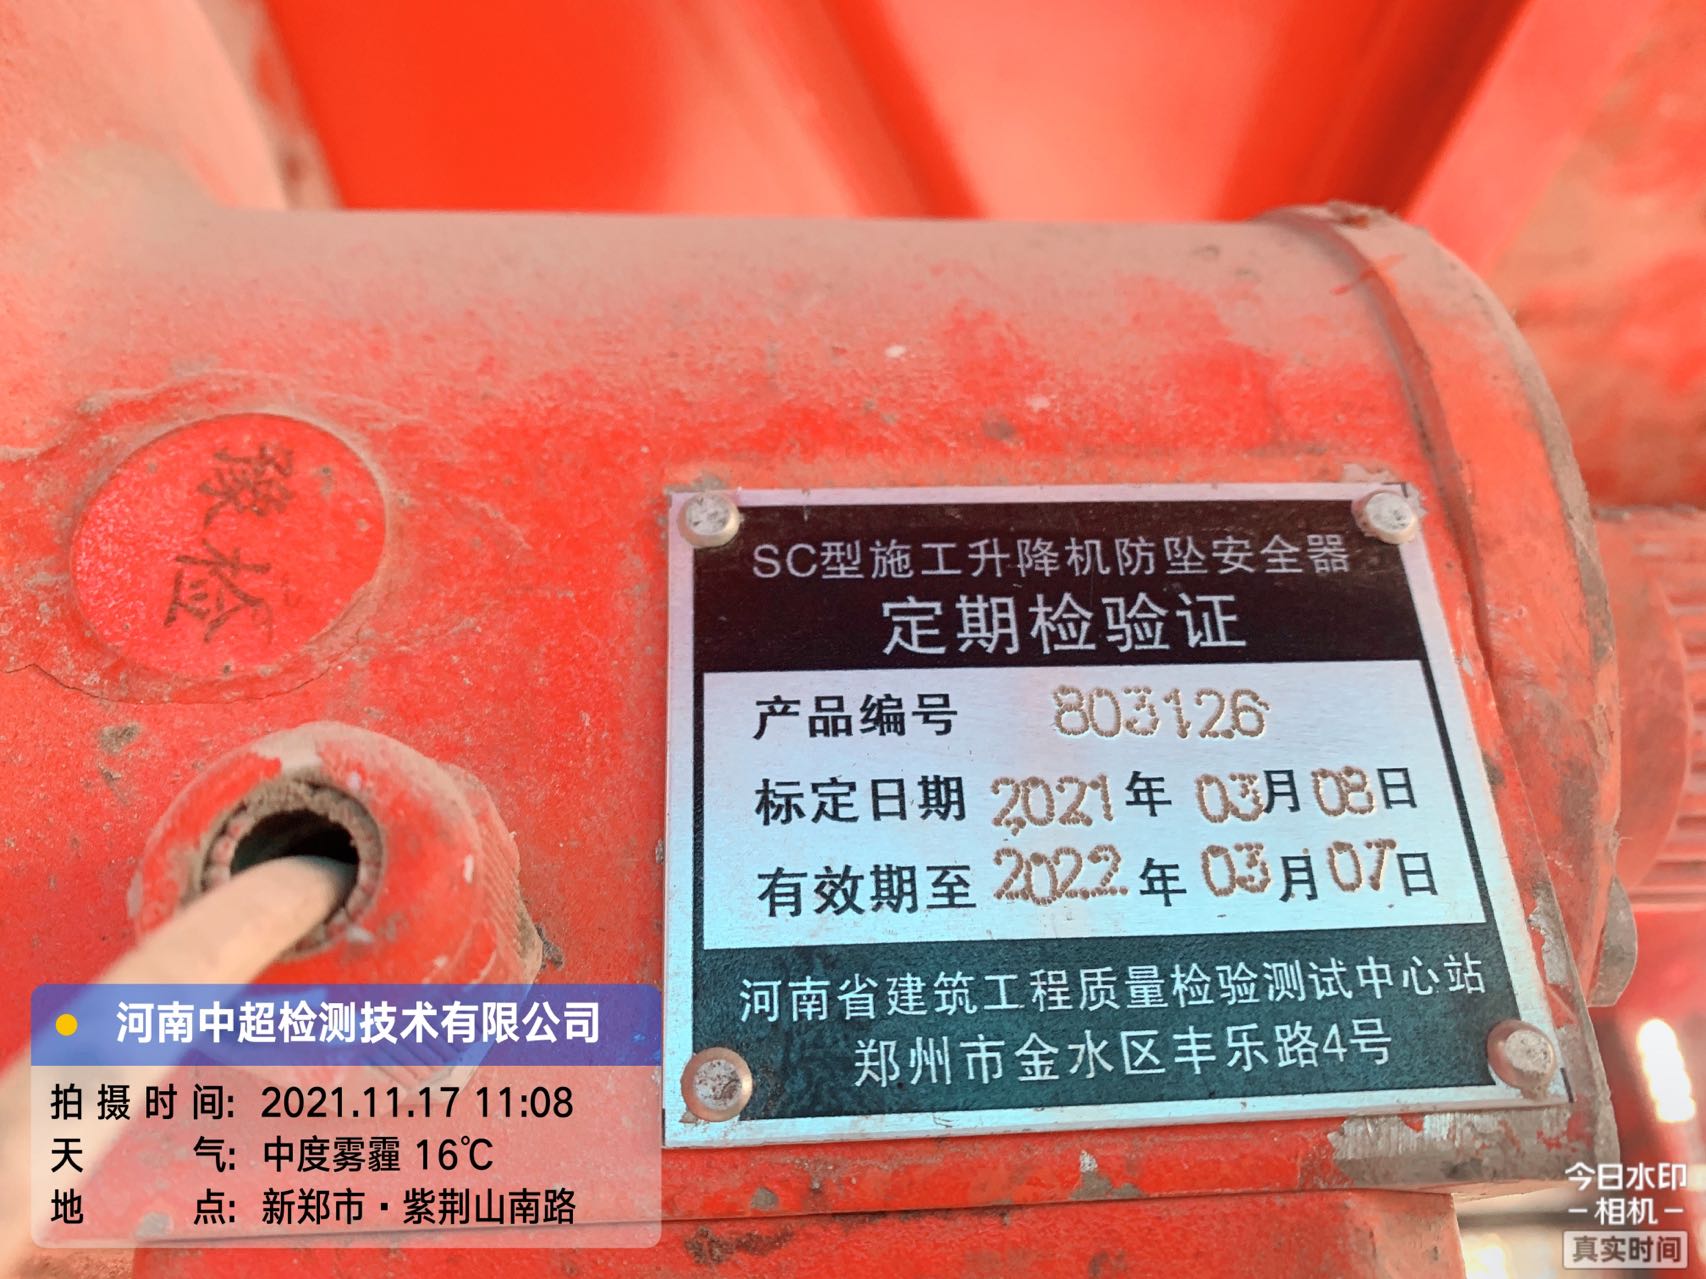 豫检
SC型施工升降机防坠安全器
定期检验证
产品编号 803126
标定日期 2021年 03月08日
有效期至 2022年 03月07日
河南省建筑工程质量检验测试中心站
郑州市金水区丰乐路4号
河南中超检测技术有限公司
拍摄时间: 2021.11.17 11:08
天气: 中度雾霾 16℃
地点: 新郑市·紫荆山南路
今日水印
-相机-
真实时间